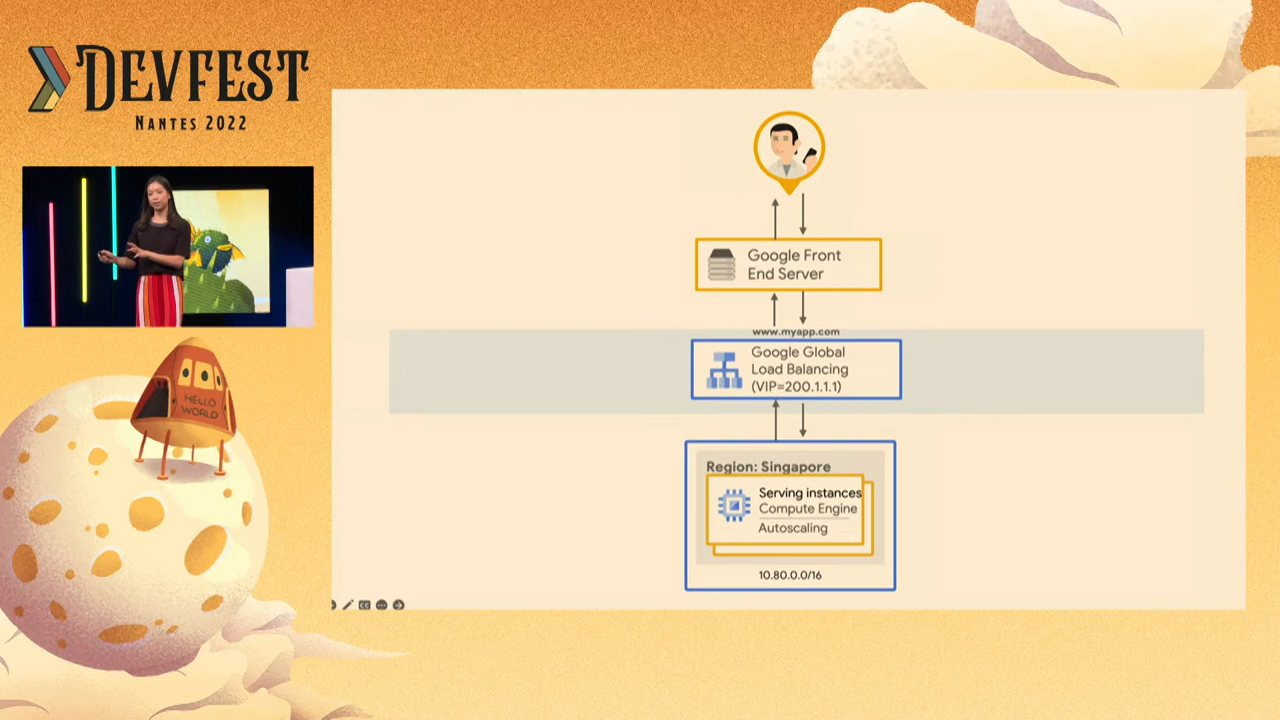 DEVFEST
NANTES 2022
HELLO
WORLD
Google Front
End Server
www.myapp.com
Google Global
Load Balancing
(VIP=200.1.1.1)
Region: Singapore
Serving instances
Compute Engine
Autoscaling
10.80.0.0/16